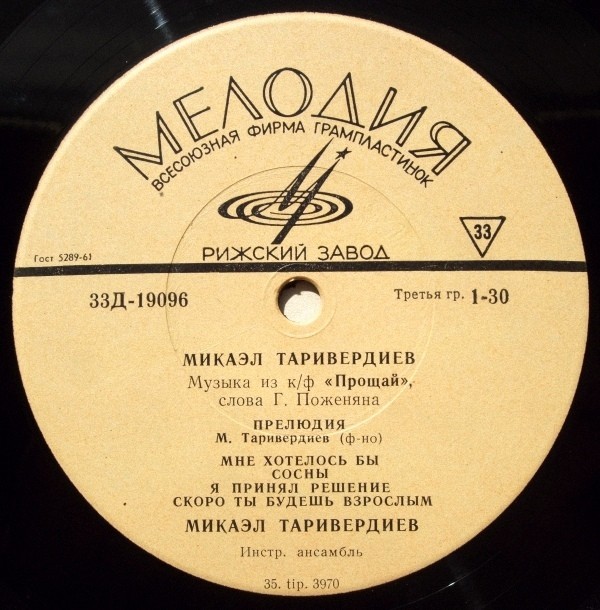 МЕЛОДИЯ
ВСЕСОЮЗНАЯ ФИРМА ГРАМПЛАСТИНОК
РИЖСКИЙ ЗАВОД
33
Гост 5289-61
33Д-19096
Третья гр. 1-30
МИКАЭЛ ТАРИВЕРДИЕВ
Музыка из к/ф «Прощай»,
слова Г. Поженяна
ПРЕЛЮДИЯ
М. Таривердиев (ф-но)
МНЕ ХОТЕЛОСЬ БЫ
СОСНЫ
Я ПРИНЯЛ РЕШЕНИЕ
СКОРО ТЫ БУДЕШЬ ВЗРОСЛЫМ
МИКАЭЛ ТАРИВЕРДИЕВ
Инстр. ансамбль
35. tip. 3970